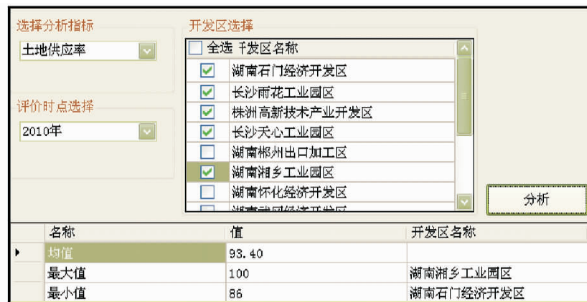 选择分析指标
土地供应率
评价时点选择
2010年
开发区选择
全选 开发区名称
湖南石门经济开发区
长沙雨花工业园区
株洲高新技术产业开发区
长沙天心工业园区
湖南郴州出口加工区
湖南湘乡工业园区
湖南怀化经济开发区
分析
名称 值 开发区名称
均值 93.40
最大值 100 湖南湘乡工业园区
最小值 86 湖南石门经济开发区